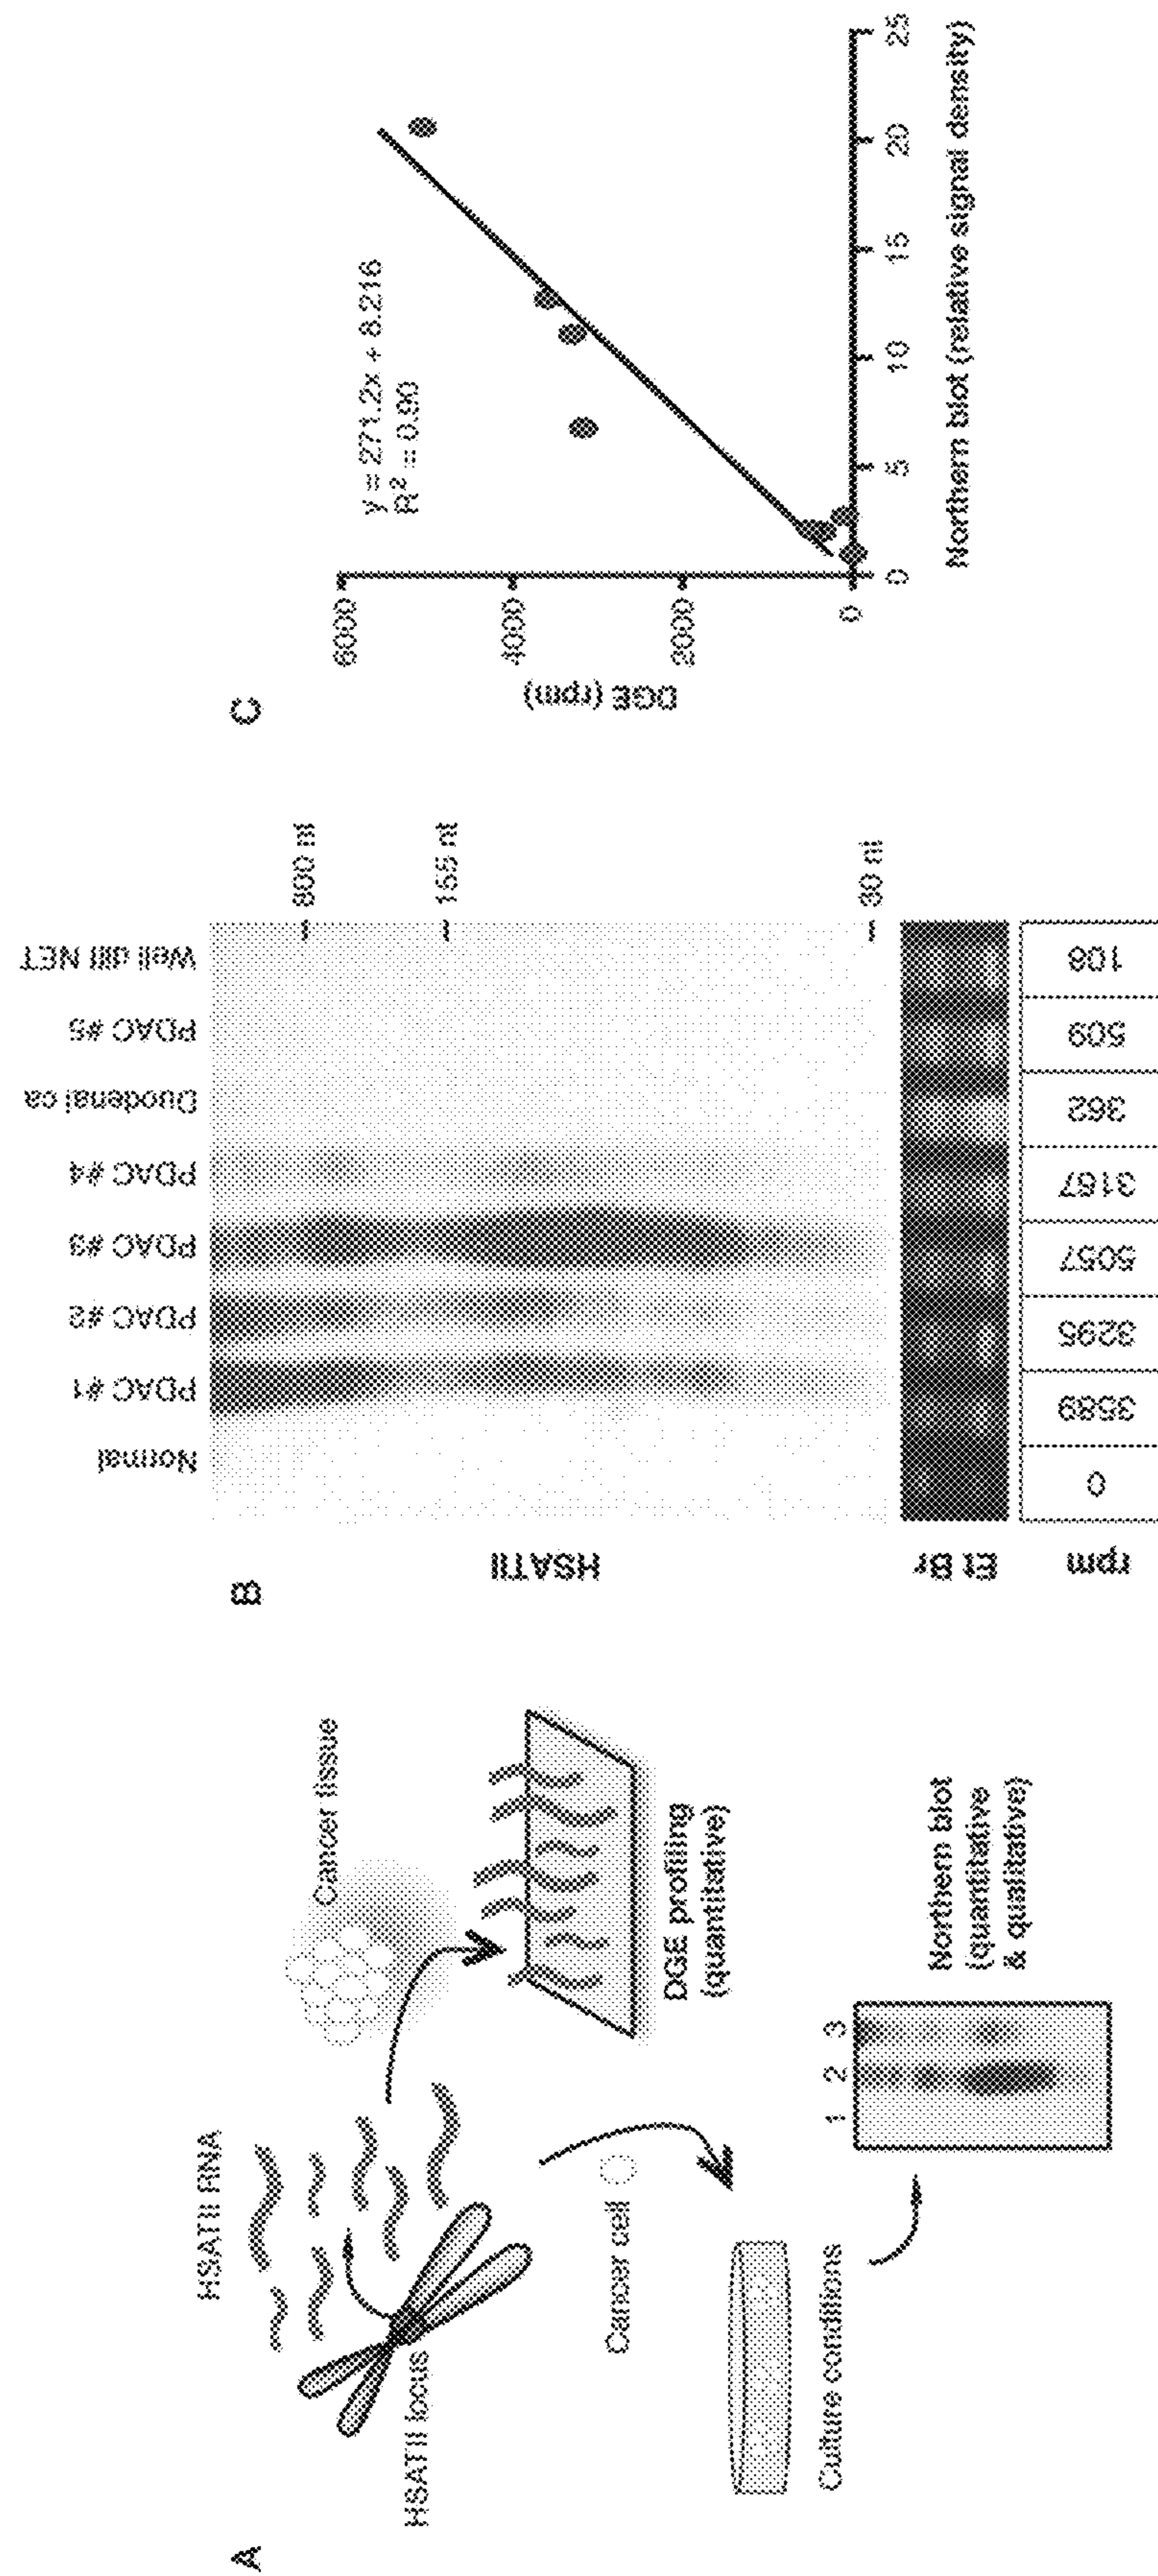 A
HSATII RNA
HSATII locus
Cancer tissue
Cancer cell
DGE profiling
(quantitative)
Culture conditions
1 2 3
Northern blot
(quantitative
& qualitative)
B
Normal
PDAC #1
PDAC #2
PDAC #3
PDAC #4
Duodenal ca
PDAC #5
Well diff NET
HSATII
800 nt
155 nt
30 nt
Et Br
rpm 0 3589 3295 5057 3167 362 509 108
C
y = 271.2x + 8.216
R² = 0.90
DGE (rpm)
6000
4000
2000
0
0 5 10 15 20 25
Northern blot (relative signal density)